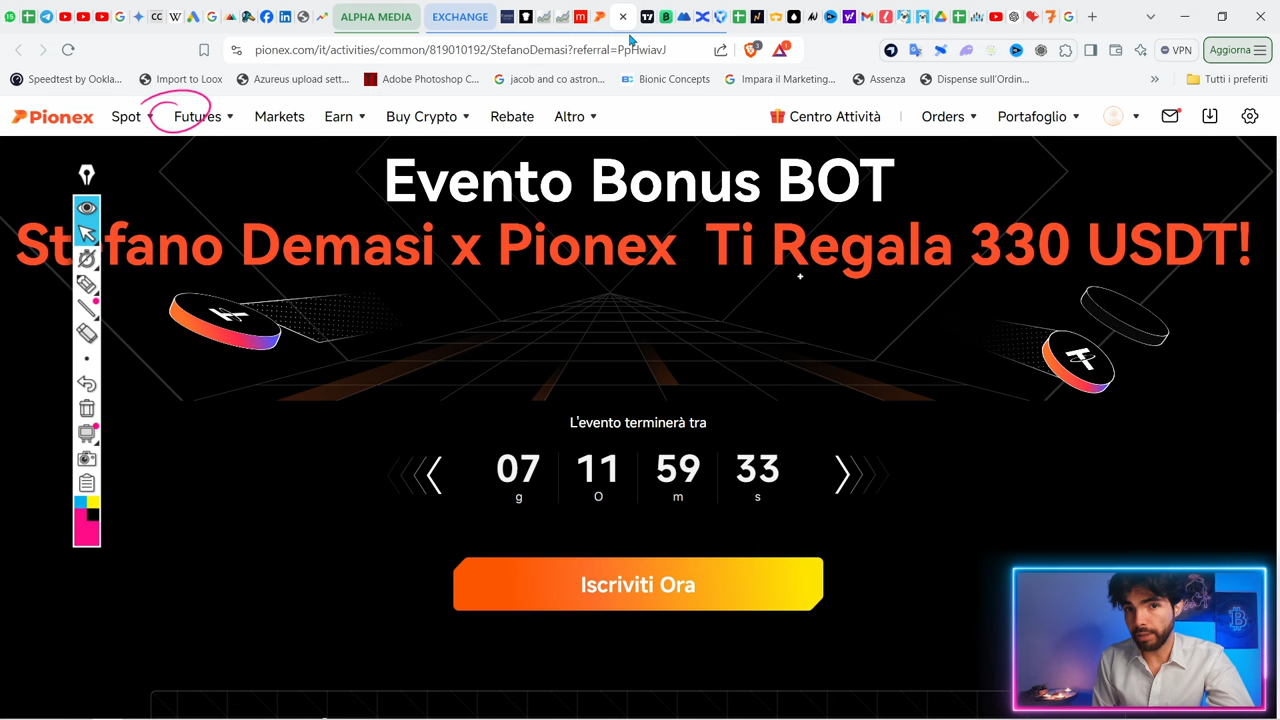 ALPHA MEDIA
EXCHANGE
pionex.com/it/activities/common/819010192/StefanoDemasi?referral=PpHwiavJ
VPN
Aggiorna
Speedtest by Ookla...
Import to Loox
Azureus upload sett...
Adobe Photoshop C...
jacob and co astron...
Bionic Concepts
Impara il Marketing...
Assenza
Dispense sull'Ordin...
Tutti i preferiti
Pionex
Spot
Futures
Markets
Earn
Buy Crypto
Rebate
Altro
Centro Attività
Orders
Portafoglio
Evento Bonus BOT
Stefano Demasi x Pionex Ti Regala 330 USDT!
L'evento terminerà tra
07 11 59 33
g O m s
Iscriviti Ora